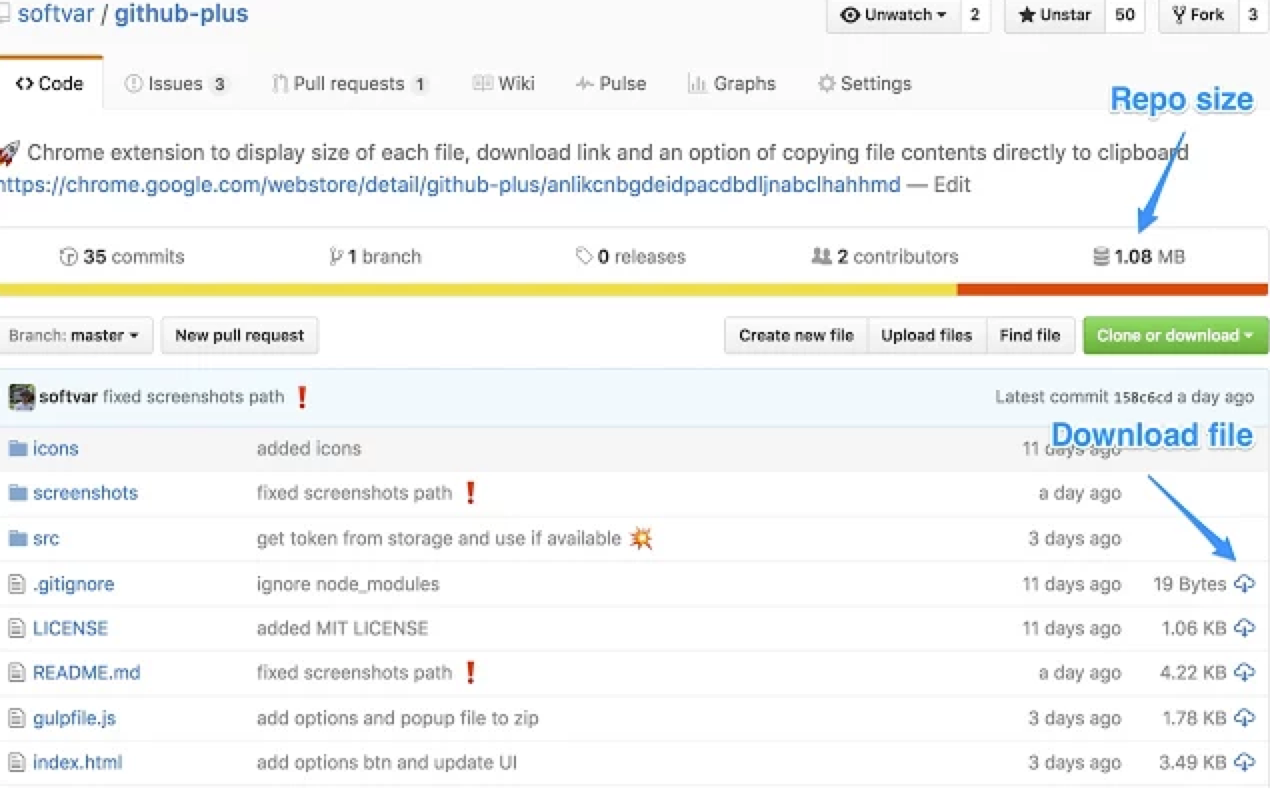 softvar / github-plus Unwatch 2 Unstar 50 Fork 3
Code Issues 3 Pull requests 1 Wiki Pulse Graphs Settings
Repo size
Chrome extension to display size of each file, download link and an option of copying file contents directly to clipboard
https://chrome.google.com/webstore/detail/github-plus/anlikcnbgdeidpacdbdljnabclhahhmd — Edit
35 commits 1 branch 0 releases 2 contributors 1.08 MB
Branch: master New pull request Create new file Upload files Find file Clone or download
softvar fixed screenshots path Latest commit 158c6cd a day ago
Download file
icons added icons 11 days ago
screenshots fixed screenshots path a day ago
src get token from storage and use if available 3 days ago
.gitignore ignore node_modules 11 days ago 19 Bytes
LICENSE added MIT LICENSE 11 days ago 1.06 KB
README.md fixed screenshots path a day ago 4.22 KB
gulpfile.js add options and popup file to zip 3 days ago 1.78 KB
index.html add options btn and update UI 3 days ago 3.49 KB